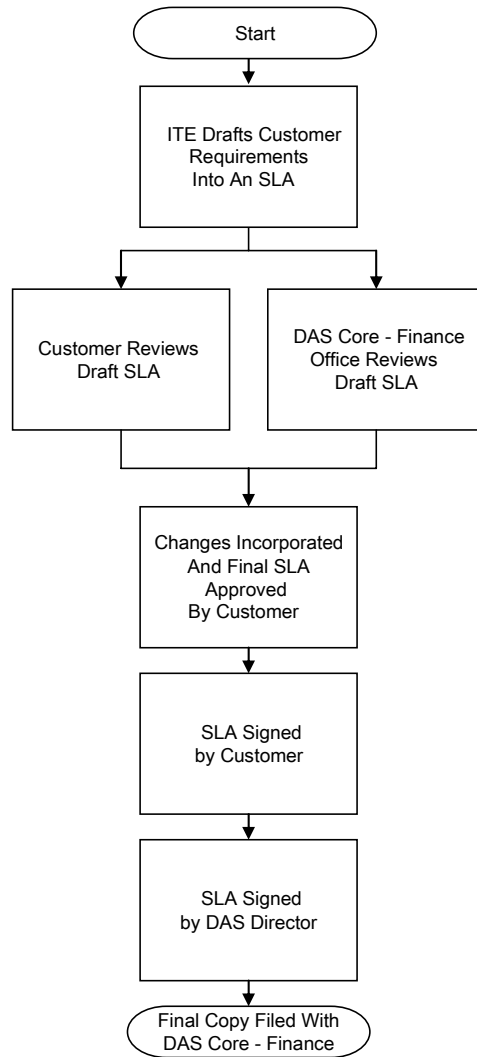 Start
ITE Drafts Customer
Requirements
Into An SLA
Customer Reviews
Draft SLA
DAS Core - Finance
Office Reviews
Draft SLA
Changes Incorporated
And Final SLA
Approved
By Customer
SLA Signed
by Customer
SLA Signed
by DAS Director
Final Copy Filed With
DAS Core - Finance